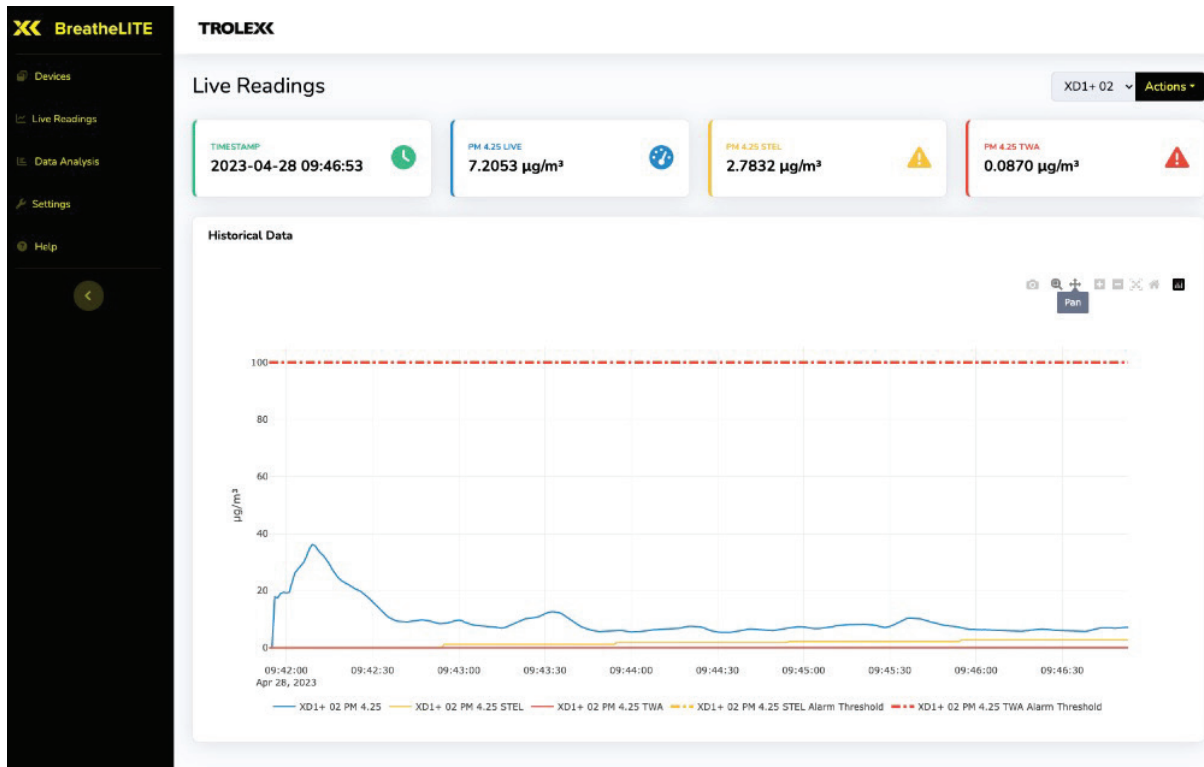 BreatheLITE
TROLEX
Devices
Live Readings
Data Analysis
Settings
Help
Live Readings
XD1+ 02
Actions
TIMESTAMP
2023-04-28 09:46:53
PM 4.25 LIVE
7.2053 µg/m³
PM 4.25 STEL
2.7832 µg/m³
PM 4.25 TWA
0.0870 µg/m³
Historical Data
Pan
100
80
60
40
20
0
µg/m³
09:42:00 09:42:30 09:43:00 09:43:30 09:44:00 09:44:30 09:45:00 09:45:30 09:46:00 09:46:30
Apr 28, 2023
XD1+ 02 PM 4.25 XD1+ 02 PM 4.25 STEL XD1+ 02 PM 4.25 TWA XD1+ 02 PM 4.25 STEL Alarm Threshold XD1+ 02 PM 4.25 TWA Alarm Threshold